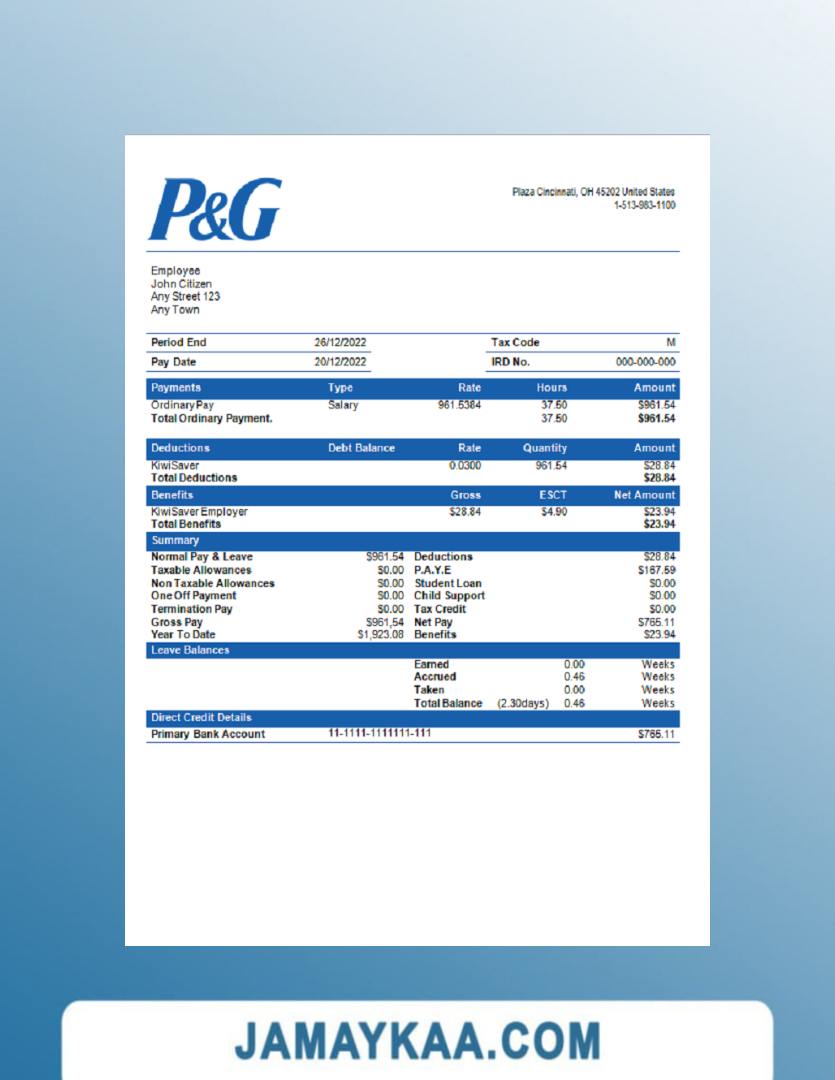 P&G
Plaza Cincinnati, OH 45202 United States
1-513-983-1100
Employee
John Citizen
Any Street 123
Any Town
Period End 26/12/2022 Tax Code M
Pay Date 20/12/2022 IRD No. 000-000-000
Payments Type Rate Hours Amount
Ordinary Pay Salary 961.5384 37.50 $961.54
Total Ordinary Payment. 37.50 $961.54
Deductions Debt Balance Rate Quantity Amount
KiwiSaver 0.0300 961.54 $28.84
Total Deductions $28.84
Benefits Gross ESCT Net Amount
KiwiSaver Employer $28.84 $4.90 $23.94
Total Benefits $23.94
Summary
Normal Pay & Leave $961.54 Deductions $28.84
Taxable Allowances $0.00 P.A.Y.E $167.59
Non Taxable Allowances $0.00 Student Loan $0.00
One Off Payment $0.00 Child Support $0.00
Termination Pay $0.00 Tax Credit $0.00
Gross Pay $961,54 Net Pay $765.11
Year To Date $1,923.08 Benefits $23.94
Leave Balances
Earned 0.00 Weeks
Accrued 0.46 Weeks
Taken 0.00 Weeks
Total Balance (2.30days) 0.46 Weeks
Direct Credit Details
Primary Bank Account 11-1111-1111111-111 $765.11
JAMAYKAA.COM